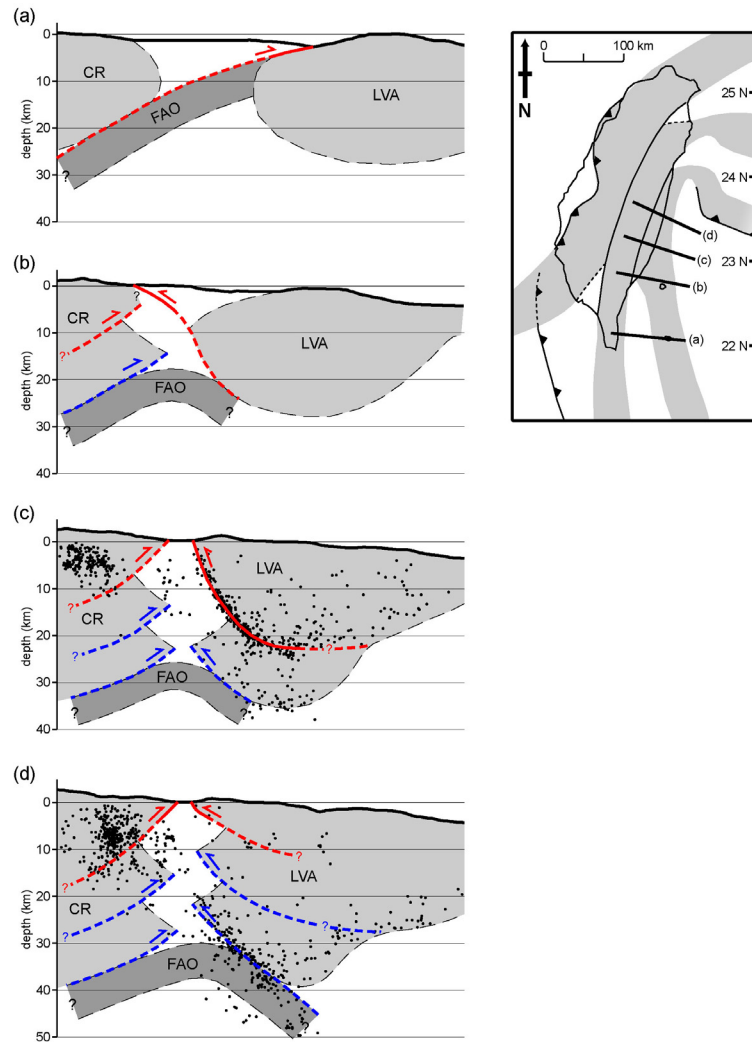 (a)
0
10
20
30
40
depth (km)
CR
FAO
LVA
?
(b)
0
10
20
30
40
depth (km)
?
CR
?
FAO
LVA
?
?
(c)
0
10
20
30
40
depth (km)
LVA
?
CR
?
?
FAO
?
?
(d)
0
10
20
30
40
50
depth (km)
?
?
CR
LVA
?
?
FAO
?
?
0 100 km
N
25 N
24 N
23 N
22 N
(d)
(c)
(b)
(a)